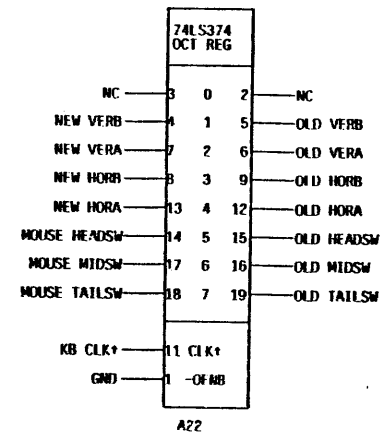 74LS374
OCT REG
NC 3 0 2 NC
NEW VERB 4 1 5 OLD VERB
NEW VERA 7 2 6 OLD VERA
NEW HORB 8 3 9 OLD HORB
NEW HORA 13 4 12 OLD HORA
MOUSE HEADSW 14 5 15 OLD HEADSW
MOUSE MIDSW 17 6 16 OLD MIDSW
MOUSE TAILSW 18 7 19 OLD TAILSW
KB CLK↑ 11 CLK↑
GND 1 -OENB
A22